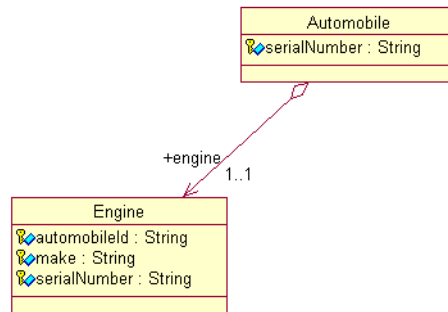 Automobile
serialNumber : String
+engine
1..1
Engine
automobileId : String
make : String
serialNumber : String